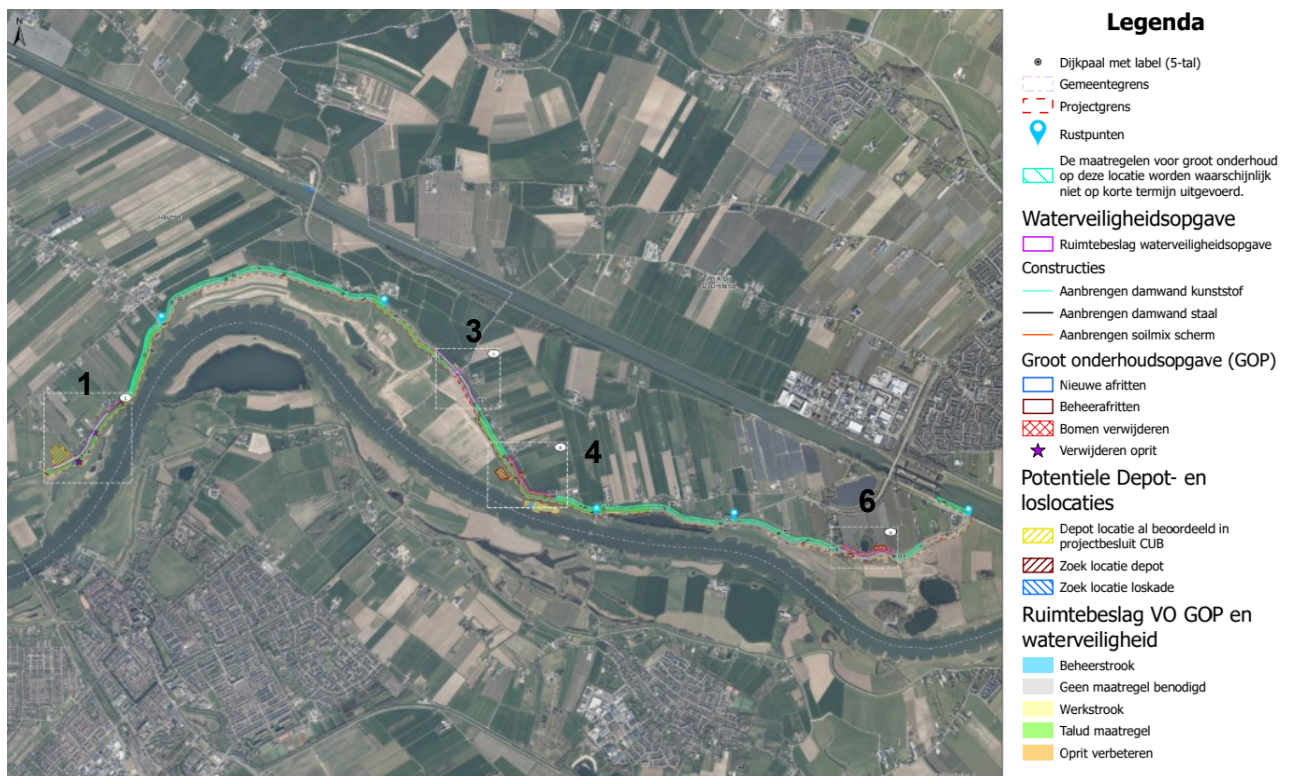 N
1
3
4
6
Legenda
Dijkpaal met label (5-tal)
Gemeentegrens
Projectgrens
Rustpunten
De maatregelen voor groot onderhoud
op deze locatie worden waarschijnlijk
niet op korte termijn uitgevoerd.
Waterveiligheidsopgave
Ruimtebeslag waterveiligheidsopgave
Constructies
Aanbrengen damwand kunststof
Aanbrengen damwand staal
Aanbrengen soilmix scherm
Groot onderhoudsopgave (GOP)
Nieuwe afritten
Beheerafritten
Bomen verwijderen
Verwijderen oprit
Potentiele Depot- en
loslocaties
Depot locatie al beoordeeld in
projectbesluit CUB
Zoek locatie depot
Zoek locatie loskade
Ruimtebeslag VO GOP en
waterveiligheid
Beheerstrook
Geen maatregel benodigd
Werkstrook
Talud maatregel
Oprit verbeteren